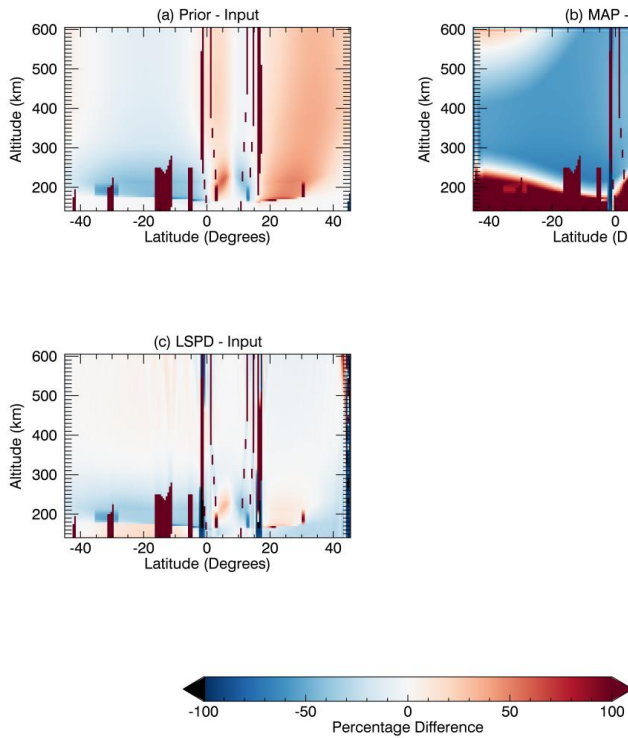 (a) Prior - Input
(b) MAP -
600
500
400
300
200
Altitude (km)
-40 -20 0 20 40
Latitude (Degrees)
600
500
400
300
200
Altitude (km)
-40 -20 0
Latitude (D
(c) LSPD - Input
600
500
400
300
200
Altitude (km)
-40 -20 0 20 40
Latitude (Degrees)
-100 -50 0 50 100
Percentage Difference